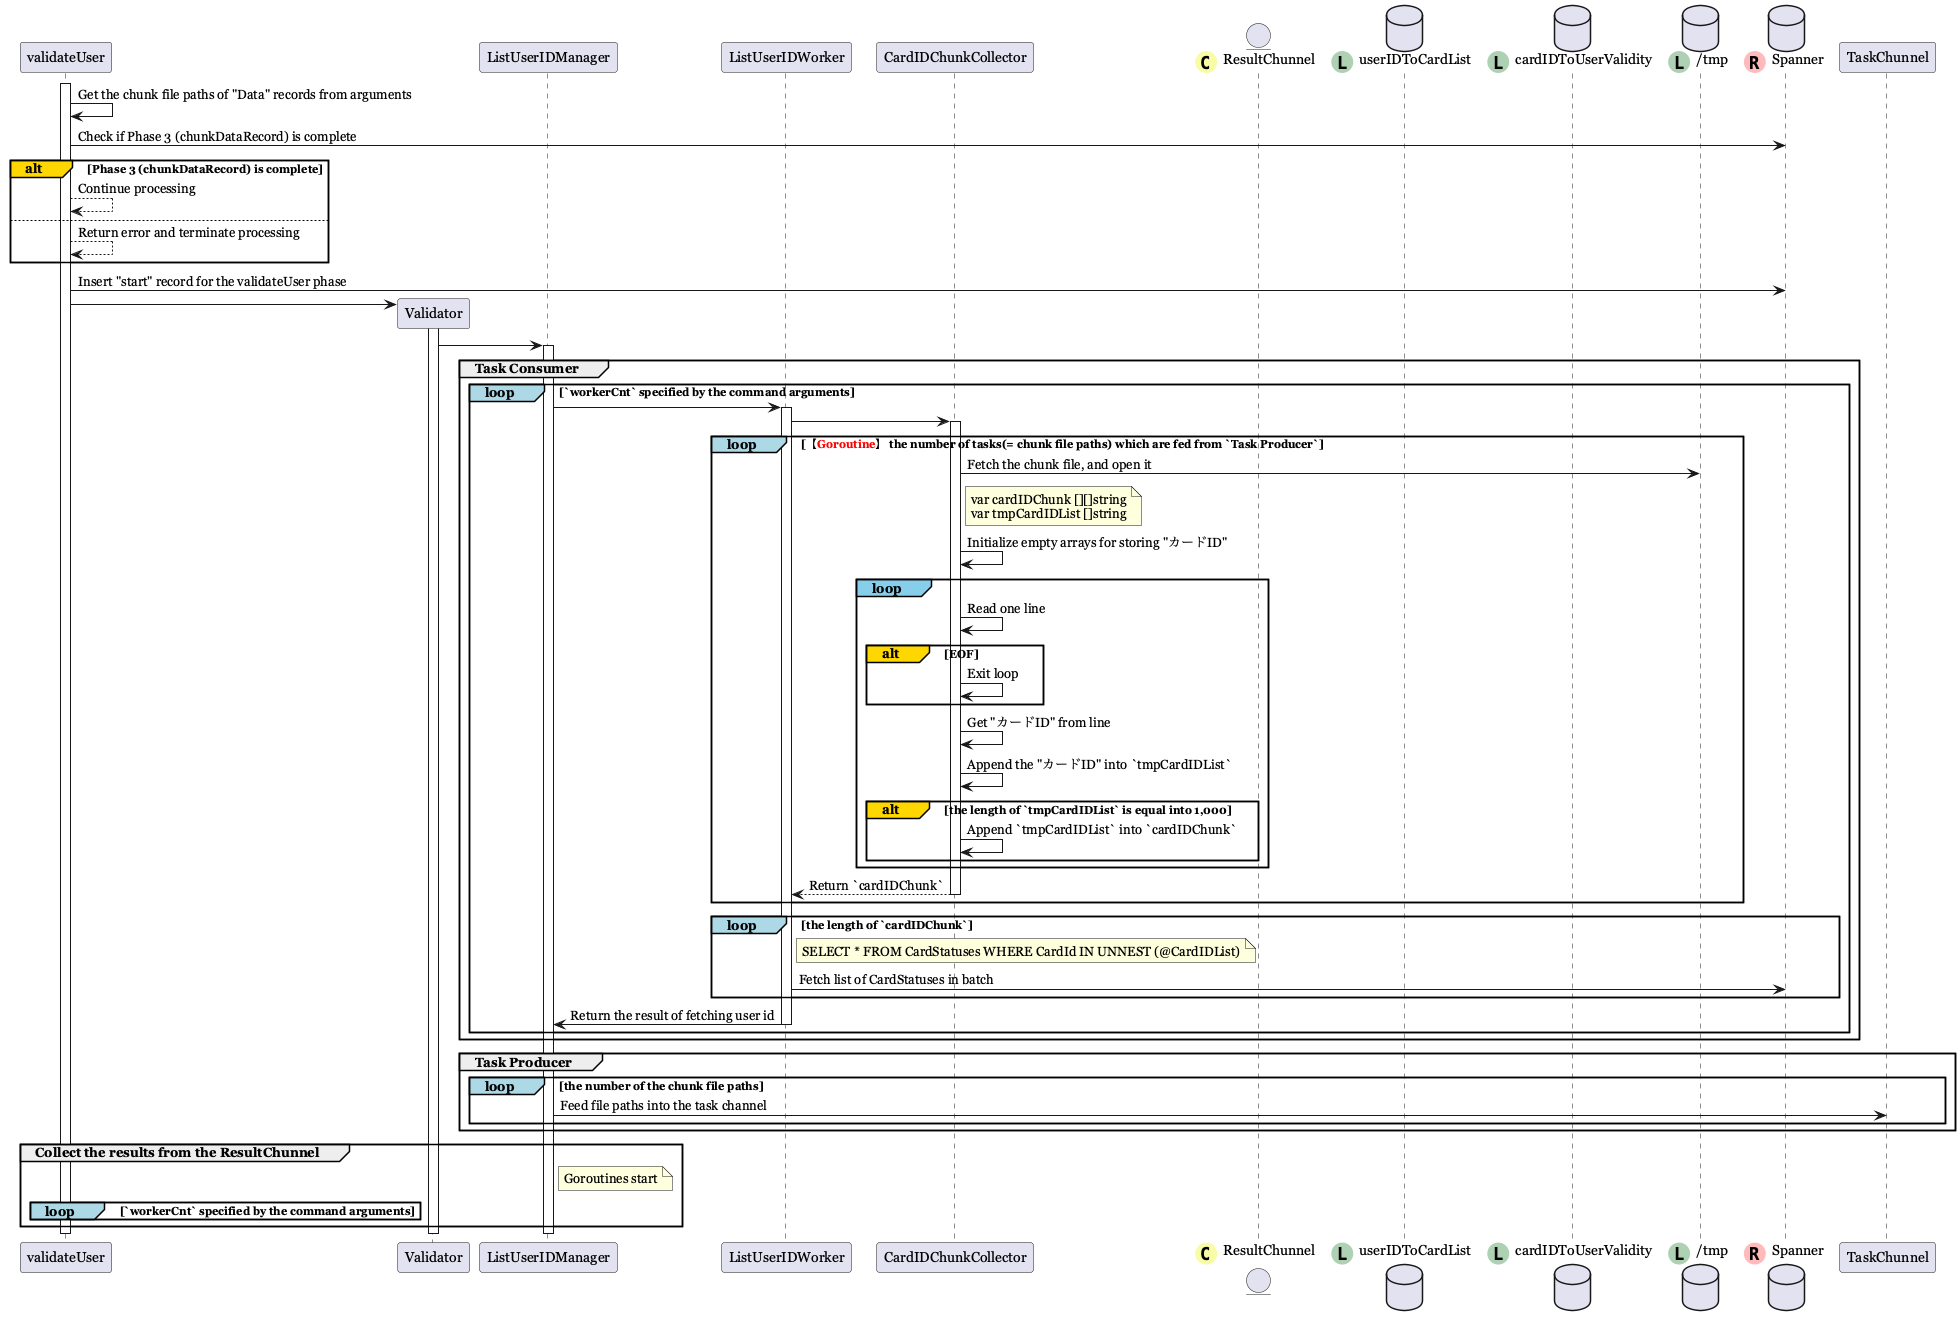 validateUser
ListUserIDManager
ListUserIDWorker
CardIDChunkCollector
C ResultChunnel
L userIDToCardList
L cardIDToUserValidity
L /tmp
R Spanner
TaskChunnel
Get the chunk file paths of "Data" records from arguments
Check if Phase 3 (chunkDataRecord) is complete
alt [Phase 3 (chunkDataRecord) is complete]
Continue processing
Return error and terminate processing
Insert "start" record for the validateUser phase
Validator
Task Consumer
loop [`workerCnt` specified by the command arguments]
loop [【Goroutine】 the number of tasks(= chunk file paths) which are fed from `Task Producer`]
Fetch the chunk file, and open it
var cardIDChunk [][]string
var tmpCardIDList []string
Initialize empty arrays for storing "カードID"
loop
Read one line
alt [EOF]
Exit loop
Get "カードID" from line
Append the "カードID" into `tmpCardIDList`
alt [the length of `tmpCardIDList` is equal into 1,000]
Append `tmpCardIDList` into `cardIDChunk`
Return `cardIDChunk`
loop [the length of `cardIDChunk`]
SELECT * FROM CardStatuses WHERE CardId IN UNNEST (@CardIDList)
Fetch list of CardStatuses in batch
Return the result of fetching user id
Task Producer
loop [the number of the chunk file paths]
Feed file paths into the task channel
Collect the results from the ResultChunnel
Goroutines start
loop [`workerCnt` specified by the command arguments]
validateUser
Validator
ListUserIDManager
ListUserIDWorker
CardIDChunkCollector
C ResultChunnel
L userIDToCardList
L cardIDToUserValidity
L /tmp
R Spanner
TaskChunnel